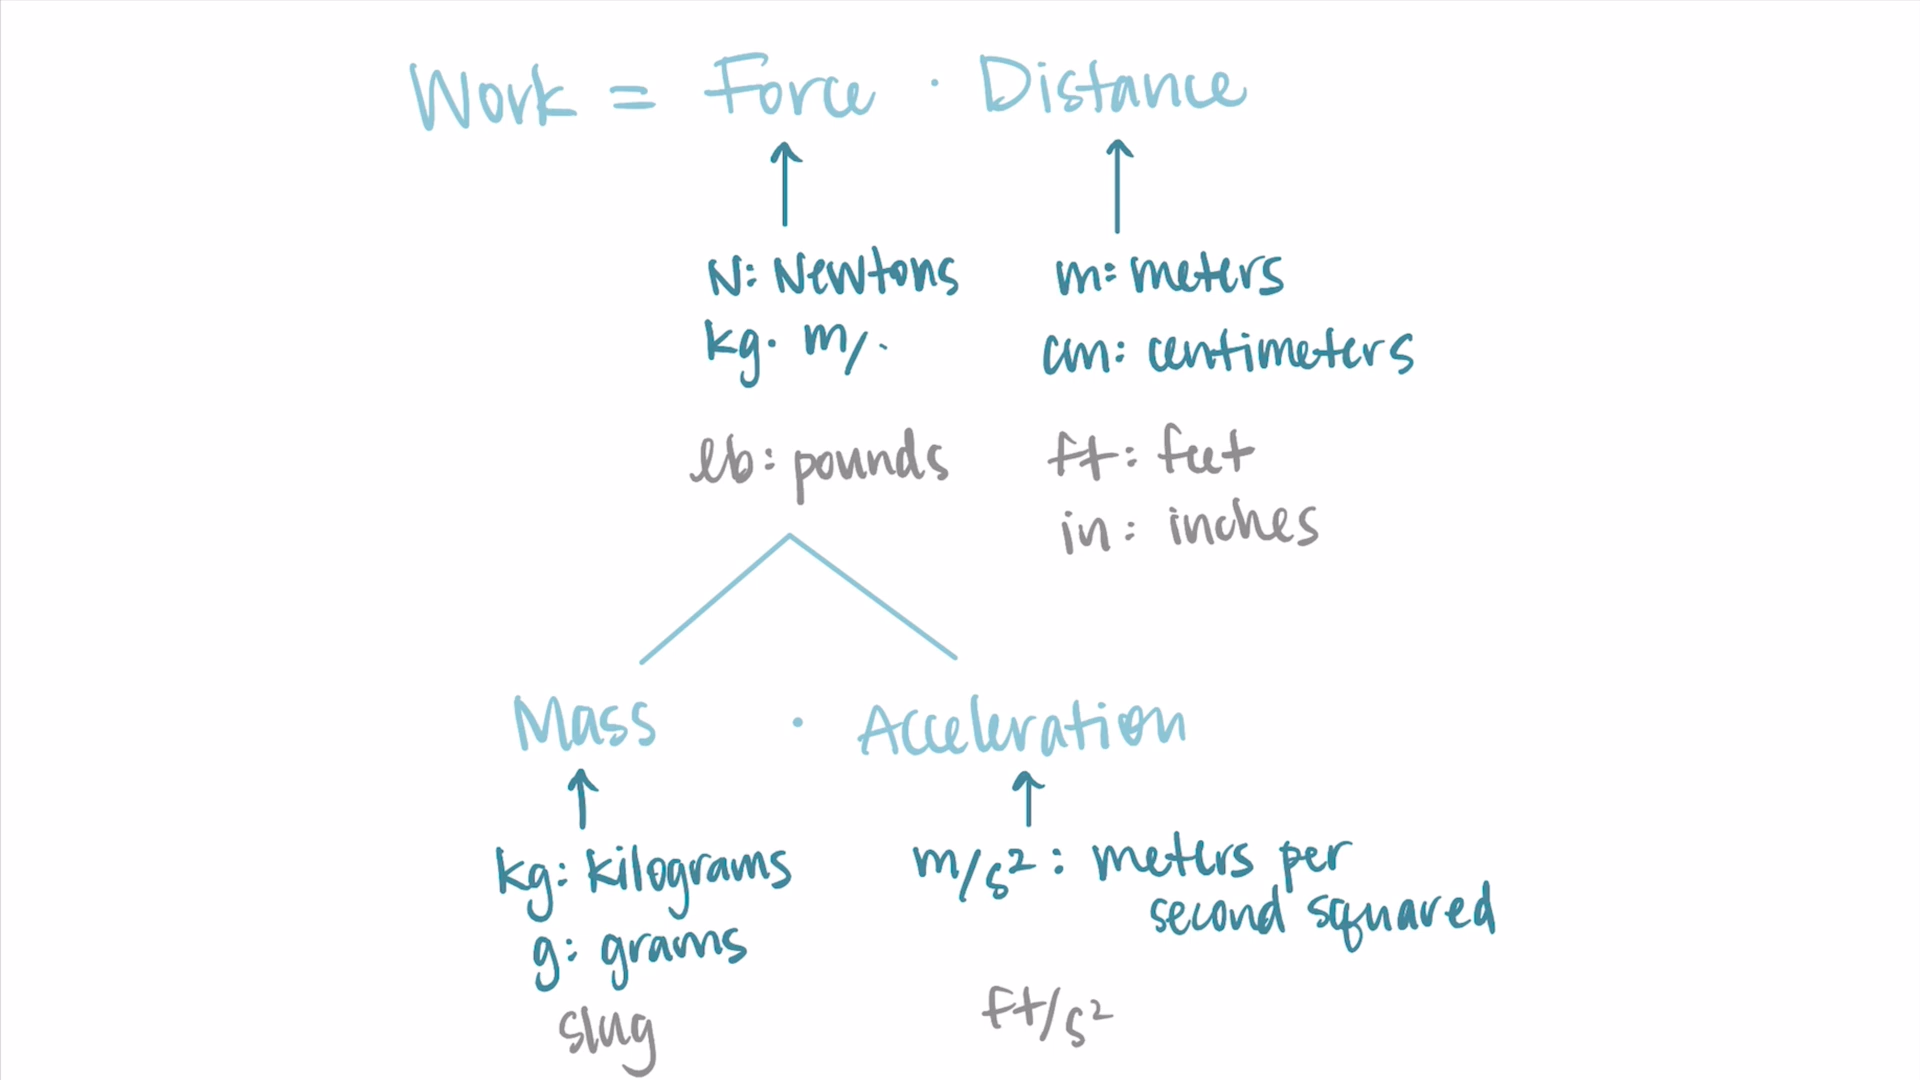 Work = Force · Distance
N: Newtons m: meters
kg · m/
cm: centimeters
lb: pounds ft: feet
in: inches
Mass · Acceleration
kg: kilograms m/s²: meters per
second squared
g: grams
slug ft/s²